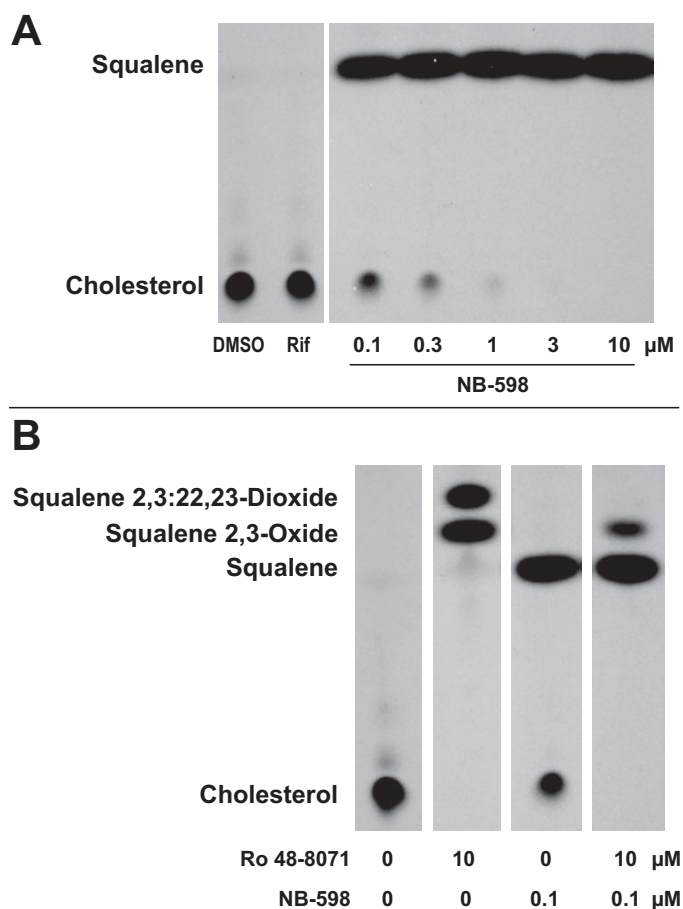 A
Squalene
Cholesterol
DMSO Rif 0.1 0.3 1 3 10 µM
NB-598
B
Squalene 2,3:22,23-Dioxide
Squalene 2,3-Oxide
Squalene
Cholesterol
Ro 48-8071 0 10 0 10 µM
NB-598 0 0 0.1 0.1 µM